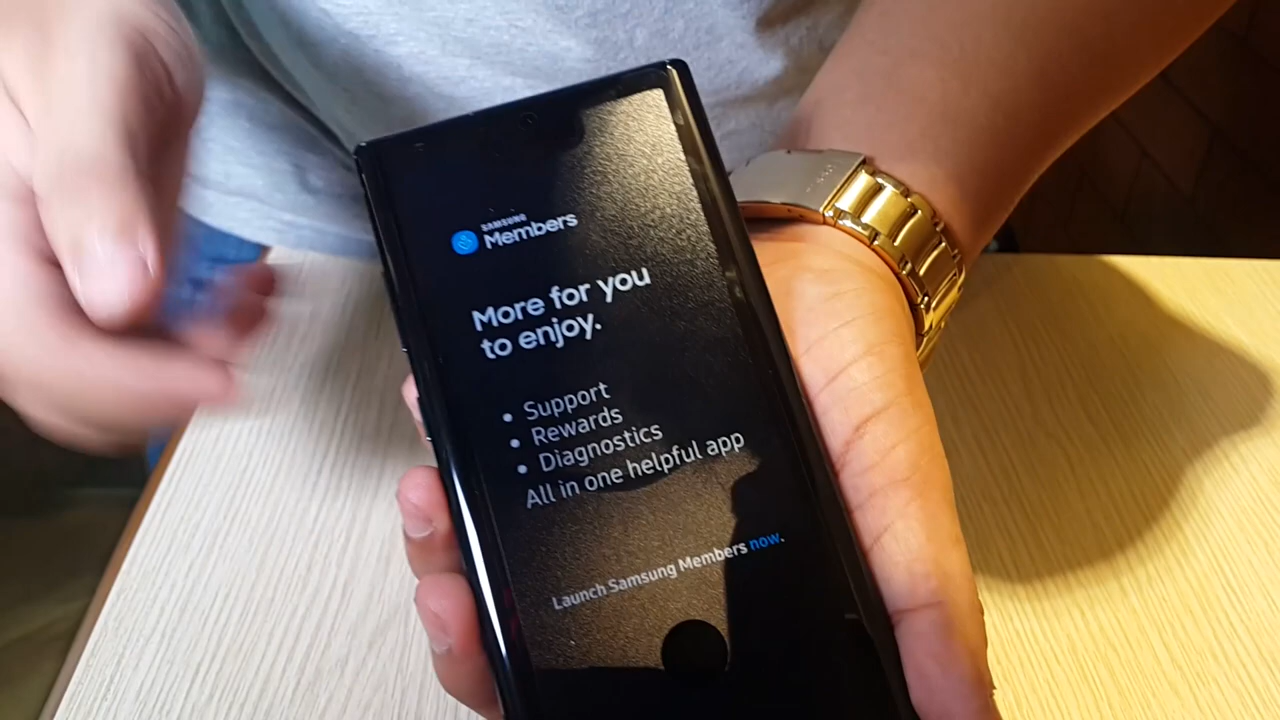 SAMSUNG
Members
More for you
to enjoy.
• Support
• Rewards
• Diagnostics
All in one helpful app
Launch Samsung Members now.